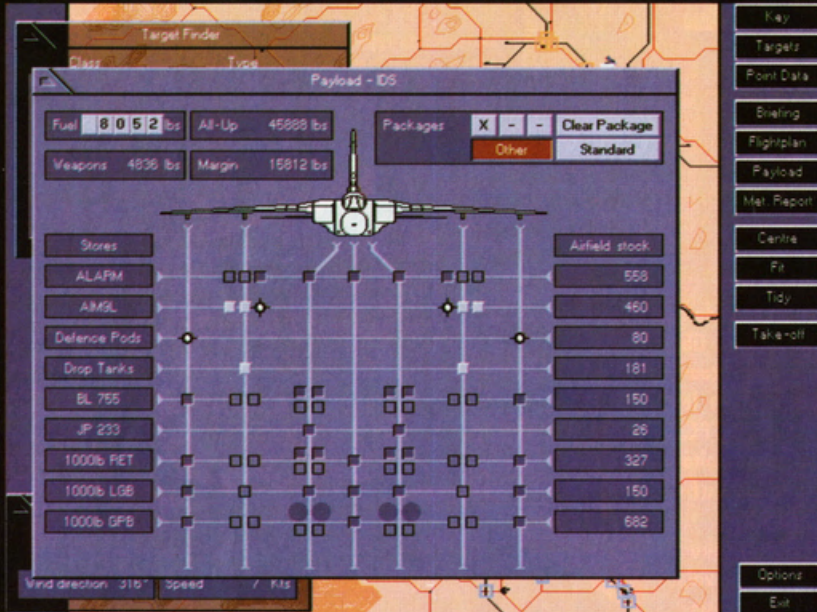 Target Finder
Class Type
Payload - IDS
Fuel 8052 lbs All-Up 45888 lbs Packages X - - Clear Package
Other Standard
Weapons 4836 lbs Margin 15812 lbs
Stores Airfield stock
ALARM 558
AIM9L 460
Defence Pods 80
Drop Tanks 181
BL 755 150
JP 233 26
1000lb RET 327
1000lb LGB 150
1000lb GPB 682
Wind direction 316° Speed 7 Kts
Key
Targets
Point Data
Briefing
Flightplan
Payload
Met. Report
Centre
Fit
Tidy
Take-off
Options
Exit